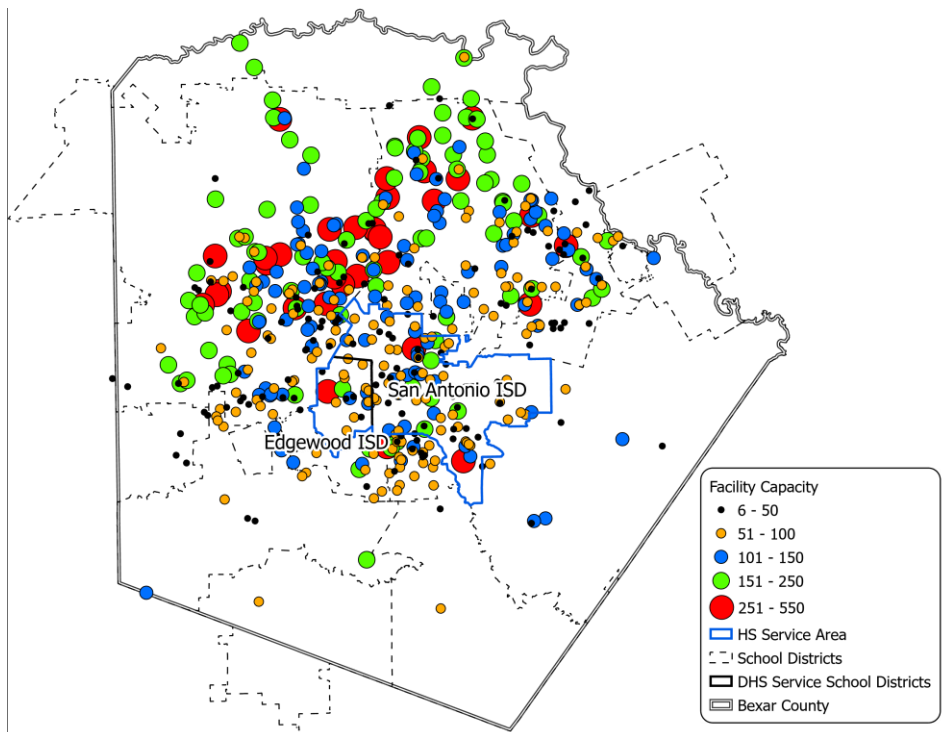 San Antonio ISD
Edgewood ISD
Facility Capacity
6 - 50
51 - 100
101 - 150
151 - 250
251 - 550
HS Service Area
School Districts
DHS Service School Districts
Bexar County